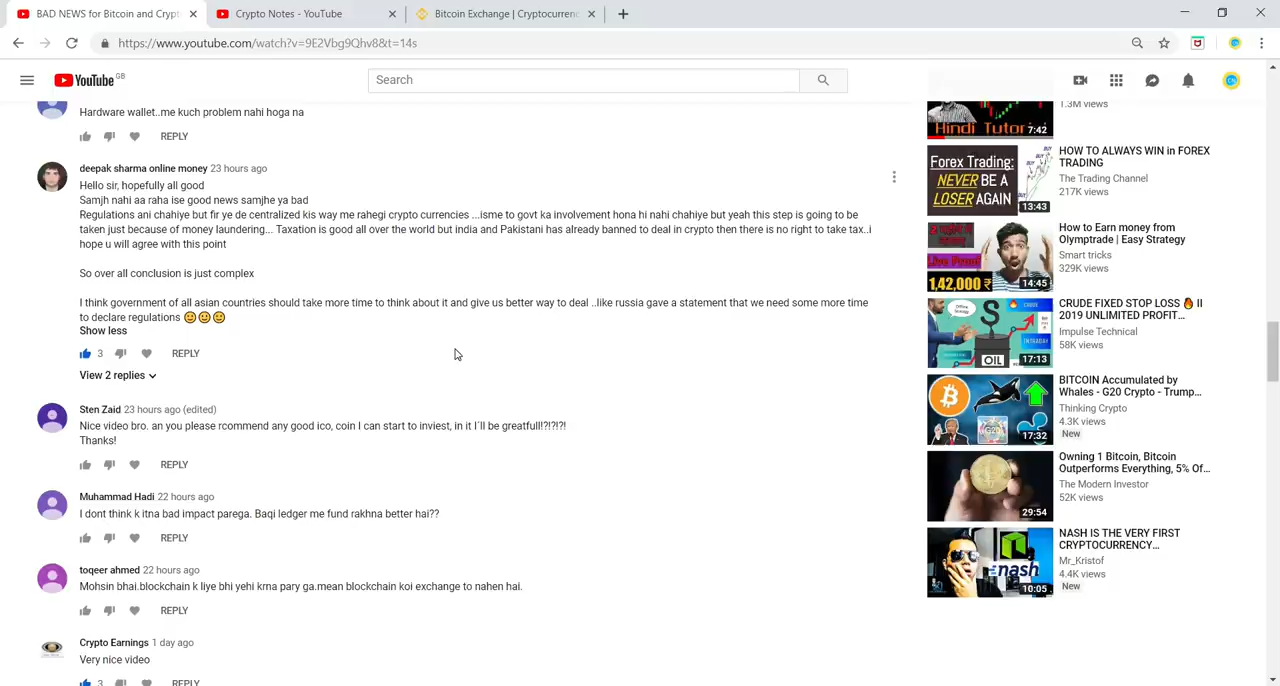 BAD NEWS for Bitcoin and Crypt
Crypto Notes - YouTube
Bitcoin Exchange | Cryptocurren
https://www.youtube.com/watch?v=9E2Vbg9Qhv8&t=14s
YouTube GB
Search
Hardware wallet..me kuch problem nahi hoga na
REPLY
deepak sharma online money 23 hours ago
Hello sir, hopefully all good
Samjh nahi aa raha ise good news samjhe ya bad
Regulations ani chahiye but fir ye de centralized kis way me rahegi crypto currencies ...isme to govt ka involvement hona hi nahi chahiye but yeah this step is going to be
taken just because of money laundering... Taxation is good all over the world but india and Pakistani has already banned to deal in crypto then there is no right to take tax..i
hope u will agree with this point
So over all conclusion is just complex
I think government of all asian countries should take more time to think about it and give us better way to deal ..like russia gave a statement that we need some more time
to declare regulations 😊😊😊
Show less
3 REPLY
View 2 replies
Sten Zaid 23 hours ago (edited)
Nice video bro. an you please rcommend any good ico, coin I can start to inviest, in it I´ll be greatfull!?!?!?!
Thanks!
REPLY
Muhammad Hadi 22 hours ago
I dont think k itna bad impact parega. Baqi ledger me fund rakhna better hai??
REPLY
toqeer ahmed 22 hours ago
Mohsin bhai.blockchain k liye bhi yehi krna pary ga.mean blockchain koi exchange to nahen hai.
REPLY
Crypto Earnings 1 day ago
Very nice video
3 REPLY
1.3M views
Hindi Tutor
7:42
Forex Trading:
NEVER BE A
LOSER AGAIN
13:43
HOW TO ALWAYS WIN in FOREX
TRADING
The Trading Channel
217K views
Live Proof
1,42,000 ₹
14:45
How to Earn money from
Olymptrade | Easy Strategy
Smart tricks
329K views
OIL
17:13
CRUDE FIXED STOP LOSS 🔥 II
2019 UNLIMITED PROFIT...
Impulse Technical
58K views
G20
17:32
BITCOIN Accumulated by
Whales - G20 Crypto - Trump...
Thinking Crypto
4.3K views
New
29:54
Owning 1 Bitcoin, Bitcoin
Outperforms Everything, 5% Of...
The Modern Investor
52K views
nash
10:05
NASH IS THE VERY FIRST
CRYPTOCURRENCY...
Mr_Kristof
4.4K views
New